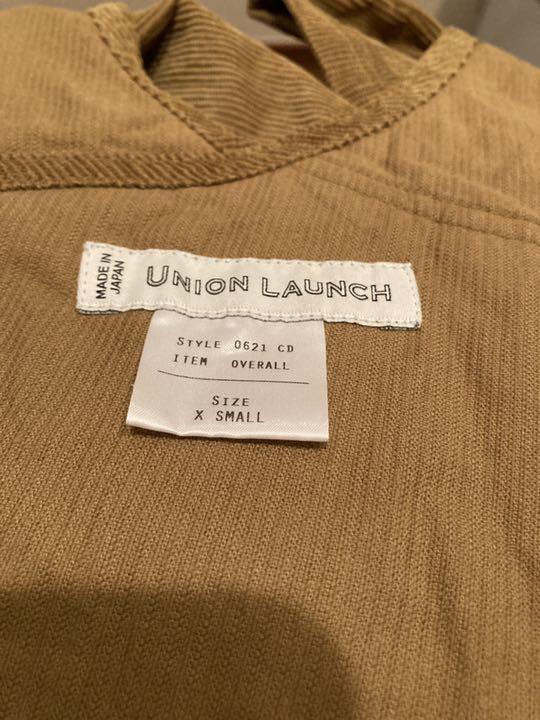 MADE IN
JAPAN
UNION LAUNCH
STYLE 0621 CD
ITEM OVERALL
SIZE
X SMALL